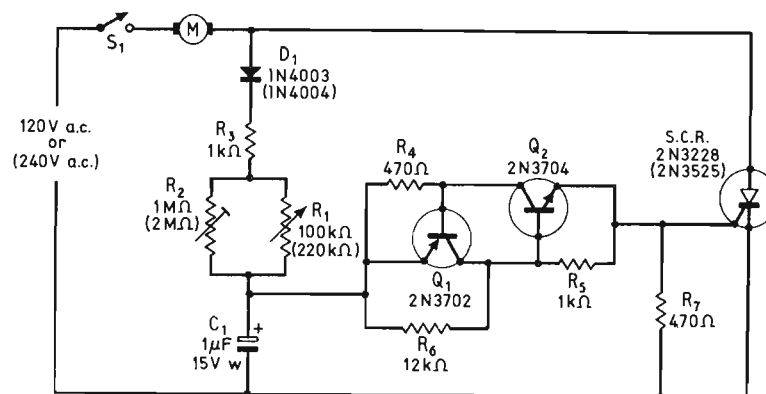 S1
M
D1
1N4003
(1N4004)
120V a.c.
or
(240V a.c.)
R3
1kΩ
R2
1MΩ
(2MΩ)
R1
100kΩ
(220kΩ)
C1
1µF
15V w
+
R4
470Ω
Q1
2N3702
R6
12kΩ
Q2
2N3704
R5
1kΩ
S.C.R.
2N3228
(2N3525)
R7
470Ω